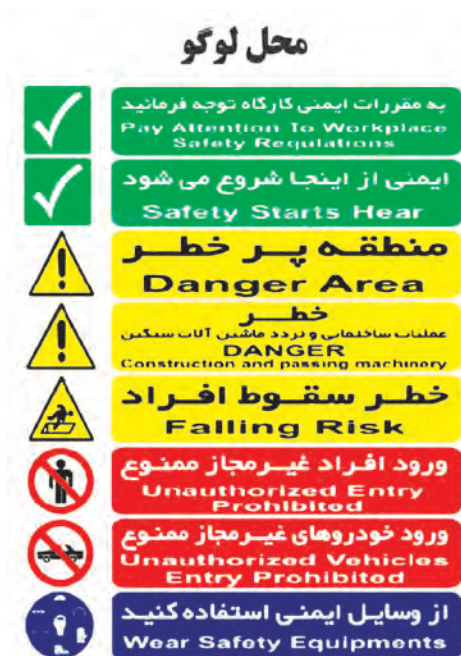 محل لوگو
به مقررات ایمنی کارگاه توجه فرمائید
Pay Attention To Workplace
Safety Requlations
ایمنی از اینجا شروع می شود
Safety Starts Hear
منطقه پر خطر
Danger Area
خطر
عملیات ساختمانی و تردد ماشین آلات سنگین
DANGER
Construction and passing machinery
خطر سقوط افراد
Falling Risk
ورود افراد غیرمجاز ممنوع
Unauthorized Entry
Prohibited
ورود خودروهای غیرمجاز ممنوع
Unauthorized Vehicles
Entry Prohibited
از وسایل ایمنی استفاده کنید
Wear Safety Equipments